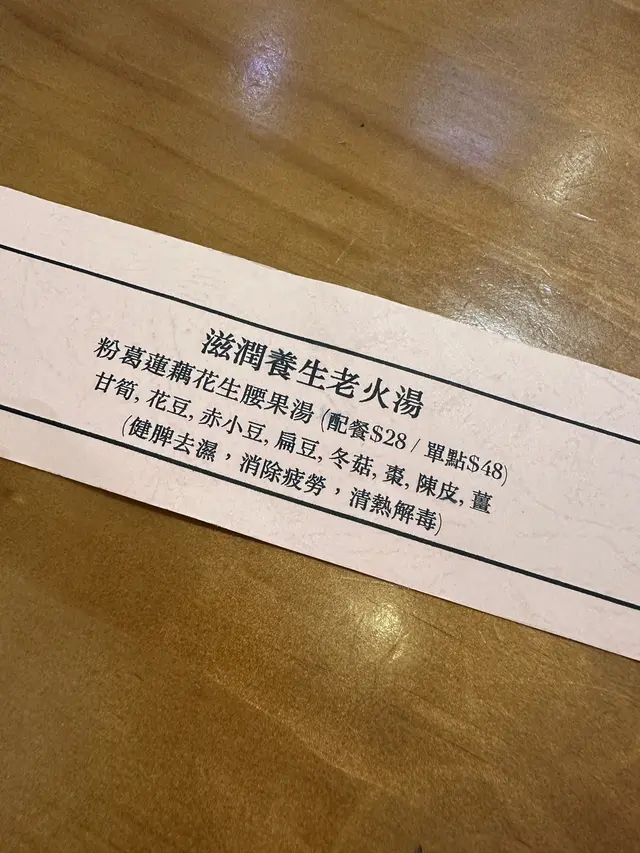 滋潤養生老火湯
粉葛蓮藕花生腰果湯 (配餐$28 / 單點$48)
甘筍, 花豆, 赤小豆, 扁豆, 冬菇, 棗, 陳皮, 薑
(健脾去濕，消除疲勞，清熱解毒)